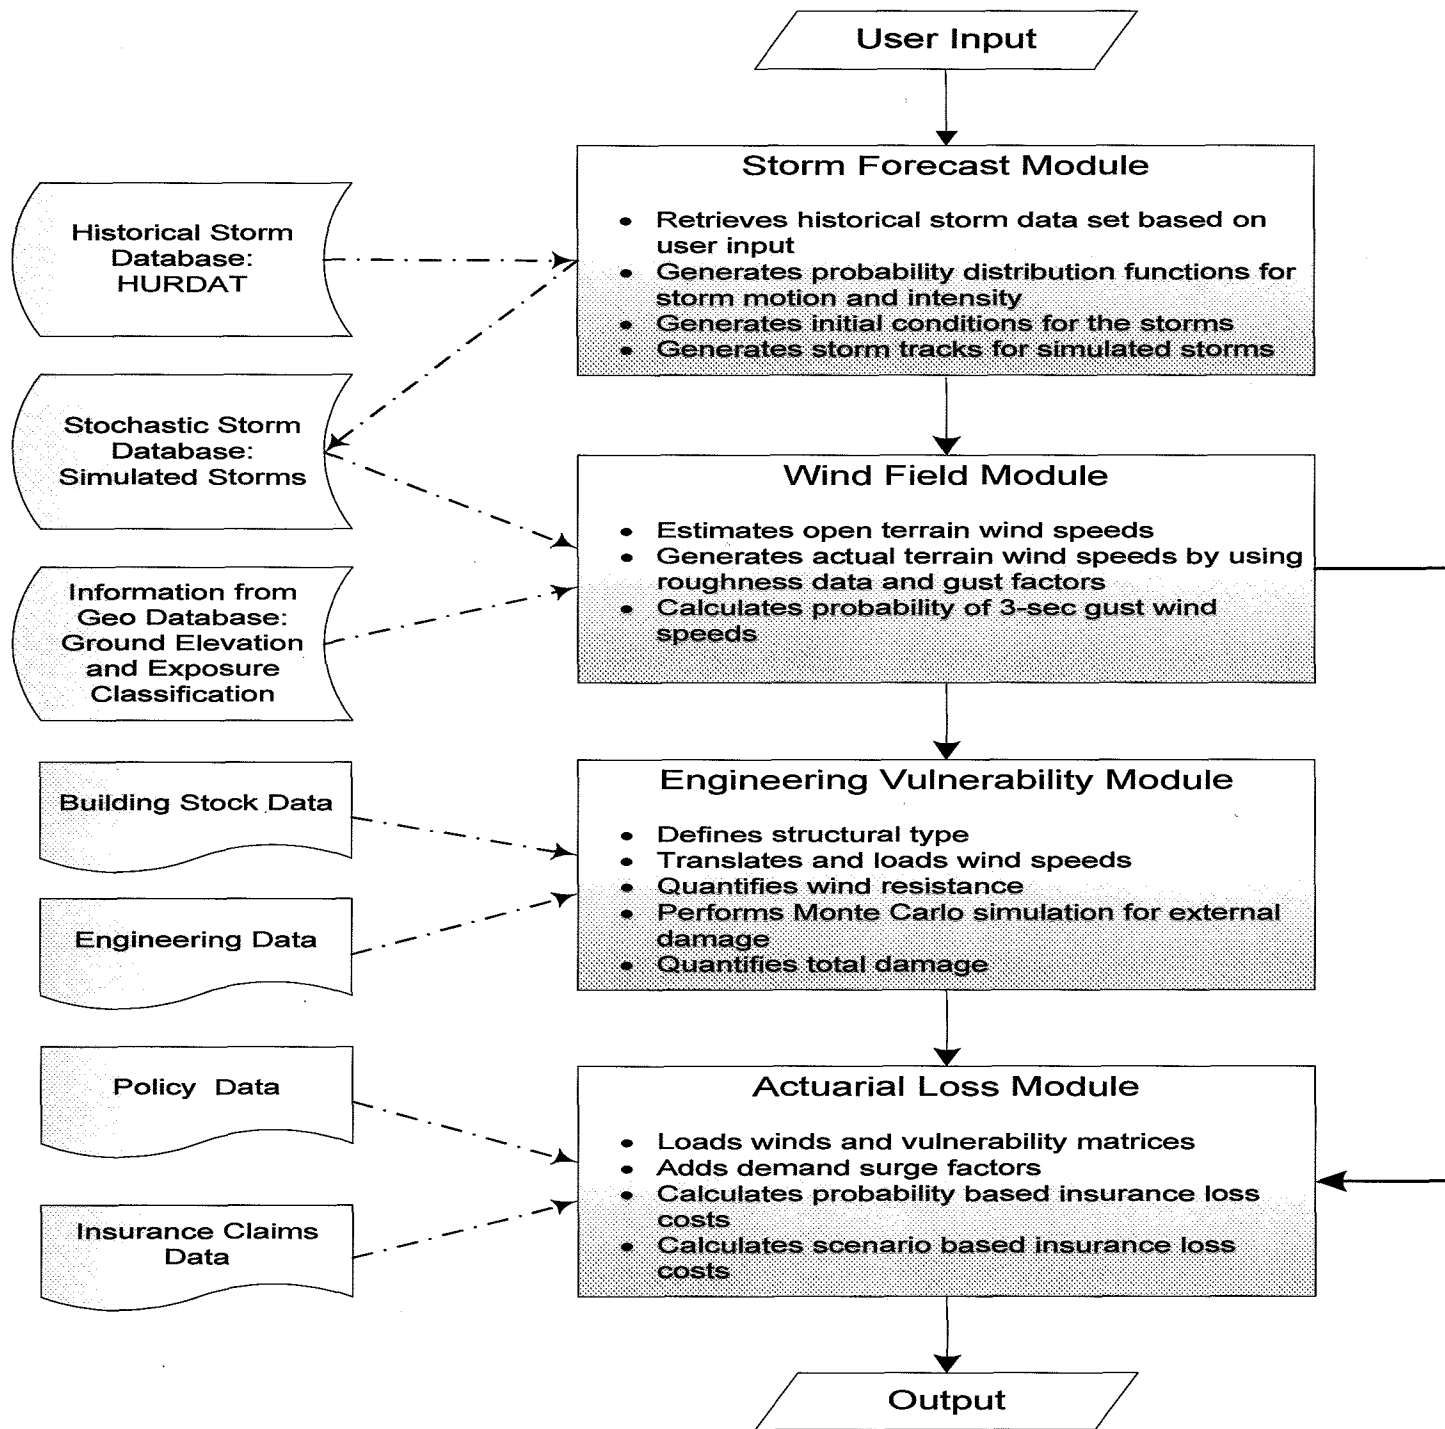 User Input
Storm Forecast Module
• Retrieves historical storm data set based on
user input
• Generates probability distribution functions for
storm motion and intensity
• Generates initial conditions for the storms
• Generates storm tracks for simulated storms
Historical Storm
Database:
HURDAT
Stochastic Storm
Database:
Simulated Storms
Wind Field Module
• Estimates open terrain wind speeds
• Generates actual terrain wind speeds by using
roughness data and gust factors
• Calculates probability of 3-sec gust wind
speeds
Information from
Geo Database:
Ground Elevation
and Exposure
Classification
Engineering Vulnerability Module
• Defines structural type
• Translates and loads wind speeds
• Quantifies wind resistance
• Performs Monte Carlo simulation for external
damage
• Quantifies total damage
Building Stock Data
Engineering Data
Actuarial Loss Module
• Loads winds and vulnerability matrices
• Adds demand surge factors
• Calculates probability based insurance loss
costs
• Calculates scenario based insurance loss
costs
Policy Data
Insurance Claims
Data
Output